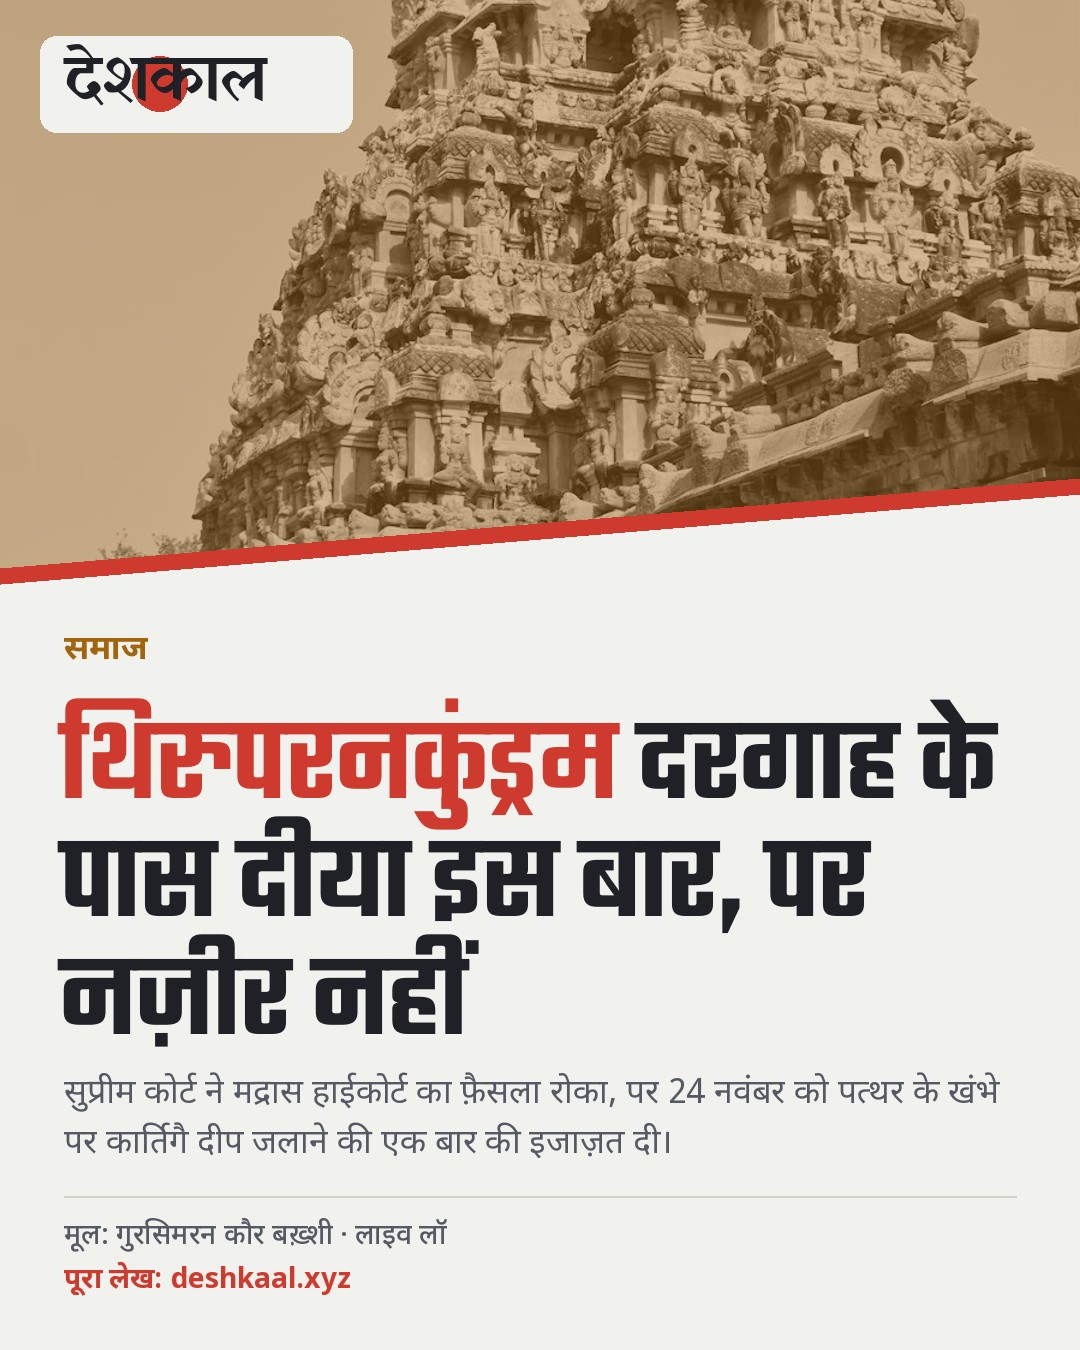 देशकाल
समाज
थिरुपरनकुंड्रम दरगाह के
पास दीया इस बार, पर
नज़ीर नहीं
सुप्रीम कोर्ट ने मद्रास हाईकोर्ट का फ़ैसला रोका, पर 24 नवंबर को पत्थर के खंभे
पर कार्तिगै दीप जलाने की एक बार की इजाज़त दी।
मूल: गुरसिमरन कौर बख़्शी · लाइव लॉ
पूरा लेख: deshkaal.xyz